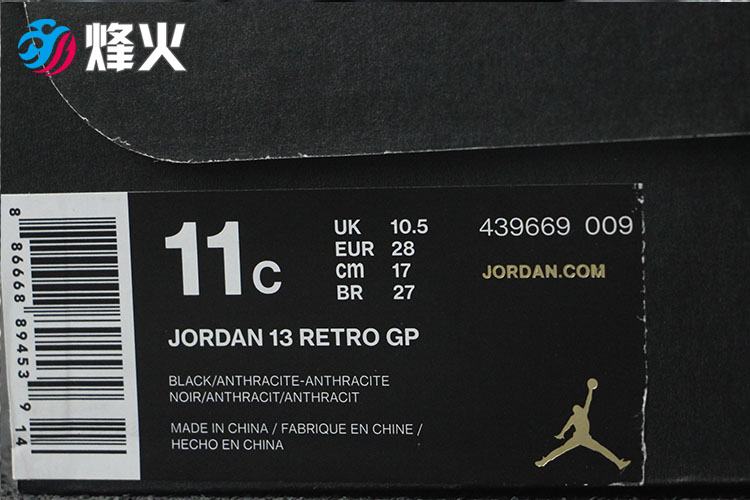 烽火
11C
UK 10.5
EUR 28
cm 17
BR 27
439669 009
JORDAN.COM
JORDAN 13 RETRO GP
BLACK/ANTHRACITE-ANTHRACITE
NOIR/ANTHRACIT/ANTHRACIT
MADE IN CHINA / FABRIQUE EN CHINE /
HECHO EN CHINA
8 86668 89453 9 14